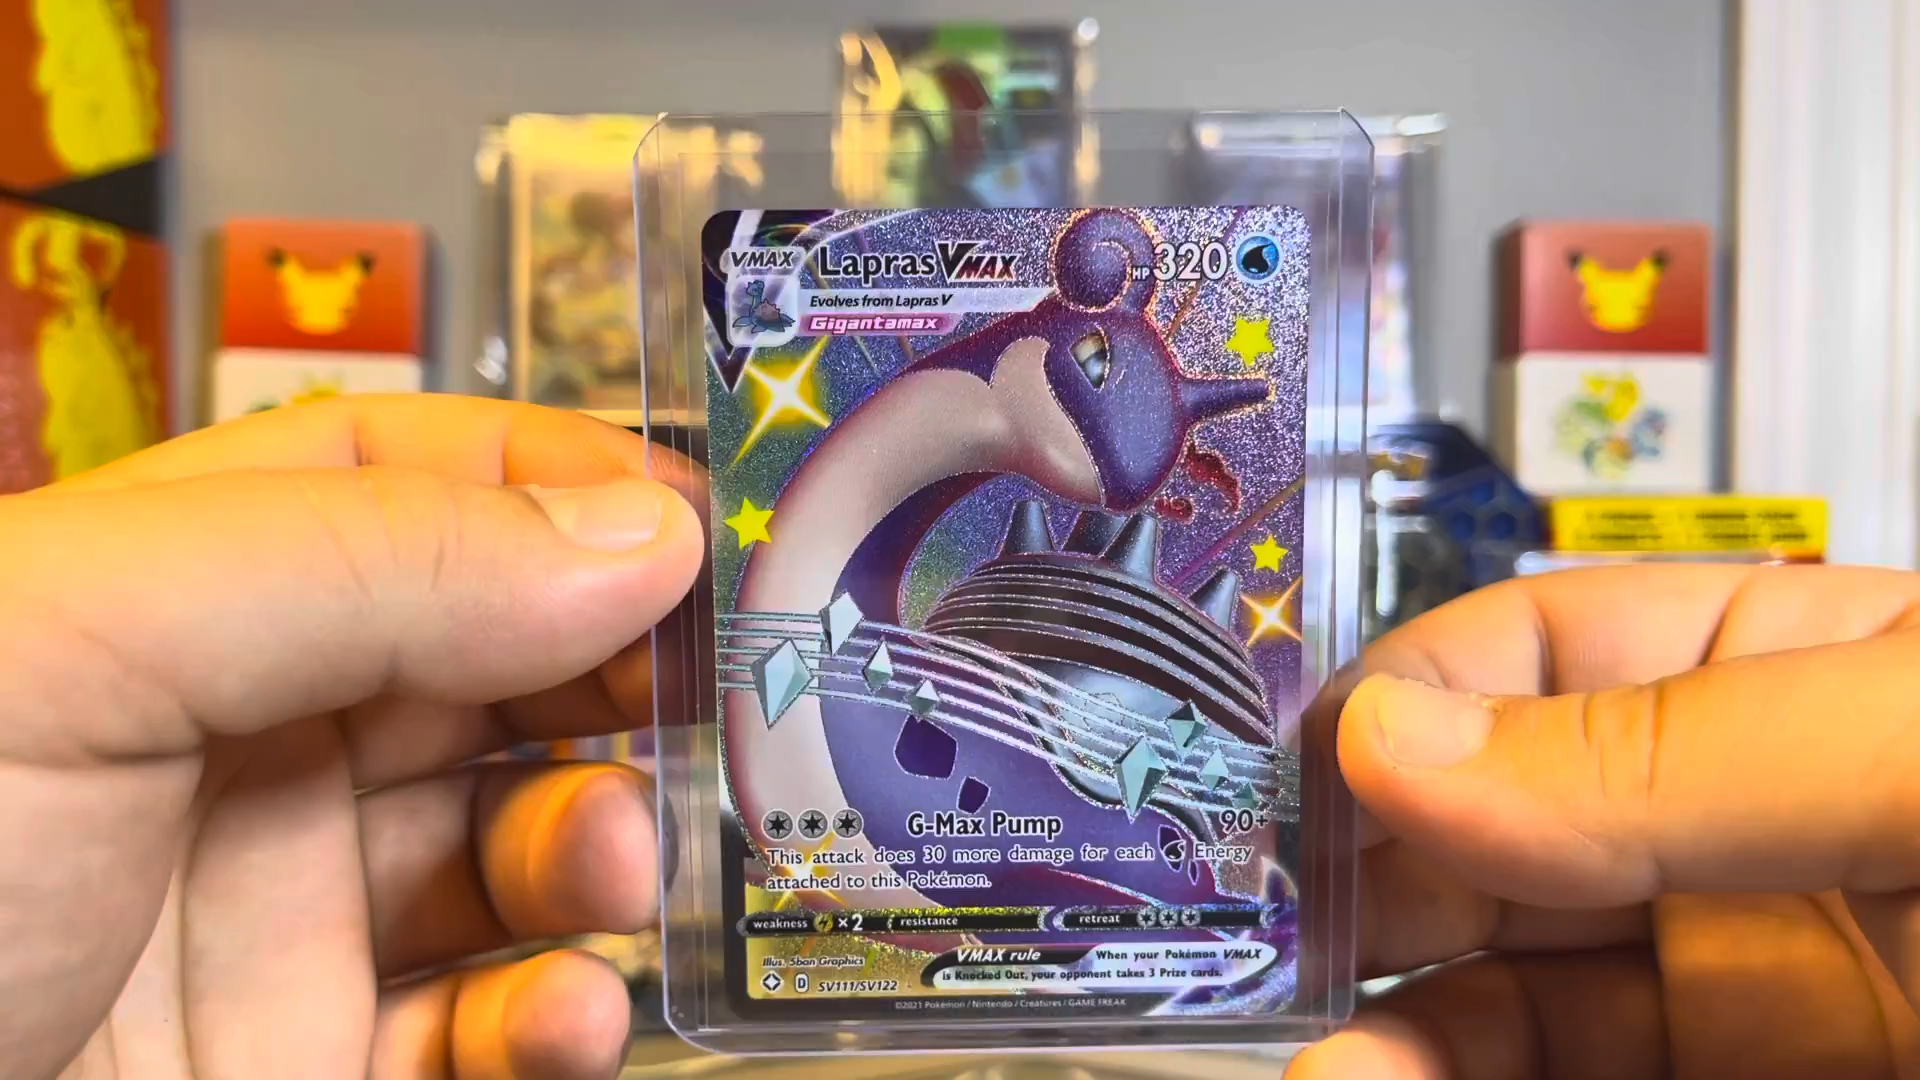 VMAX Lapras VMAX HP 320
Evolves from Lapras V
Gigantamax
G-Max Pump 90+
This attack does 30 more damage for each Energy
attached to this Pokémon.
weakness ×2 resistance retreat
Illus. 5ban Graphics
VMAX rule When your Pokémon VMAX
is Knocked Out, your opponent takes 3 Prize cards.
D SV111/SV122
©2021 Pokémon / Nintendo / Creatures / GAME FREAK